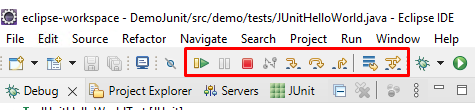 eclipse-workspace - DemoJunit/src/demo/tests/JUnitHelloWorld.java - Eclipse IDE
Edit Source Refactor Navigate Search Project Run Window Help
Debug Project Explorer Servers JUnit